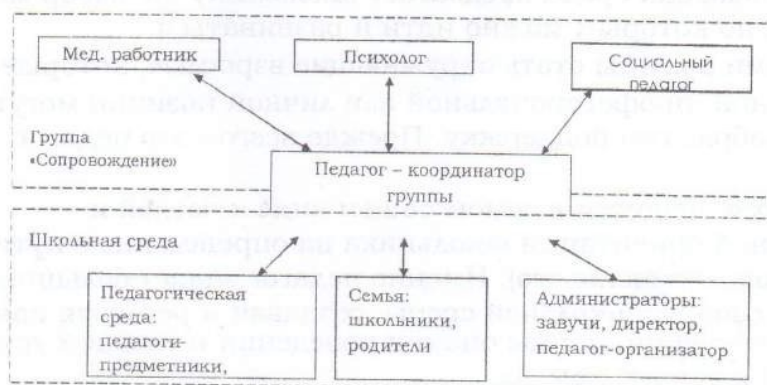 Мед. работник
Психолог
Социальный
педагог
Группа
«Сопровождение»
Педагог – координатор
группы
Школьная среда
Педагогическая
среда:
педагоги-
предметники,
Семья:
школьники,
родители
Администраторы:
завучи, директор,
педагог-организатор